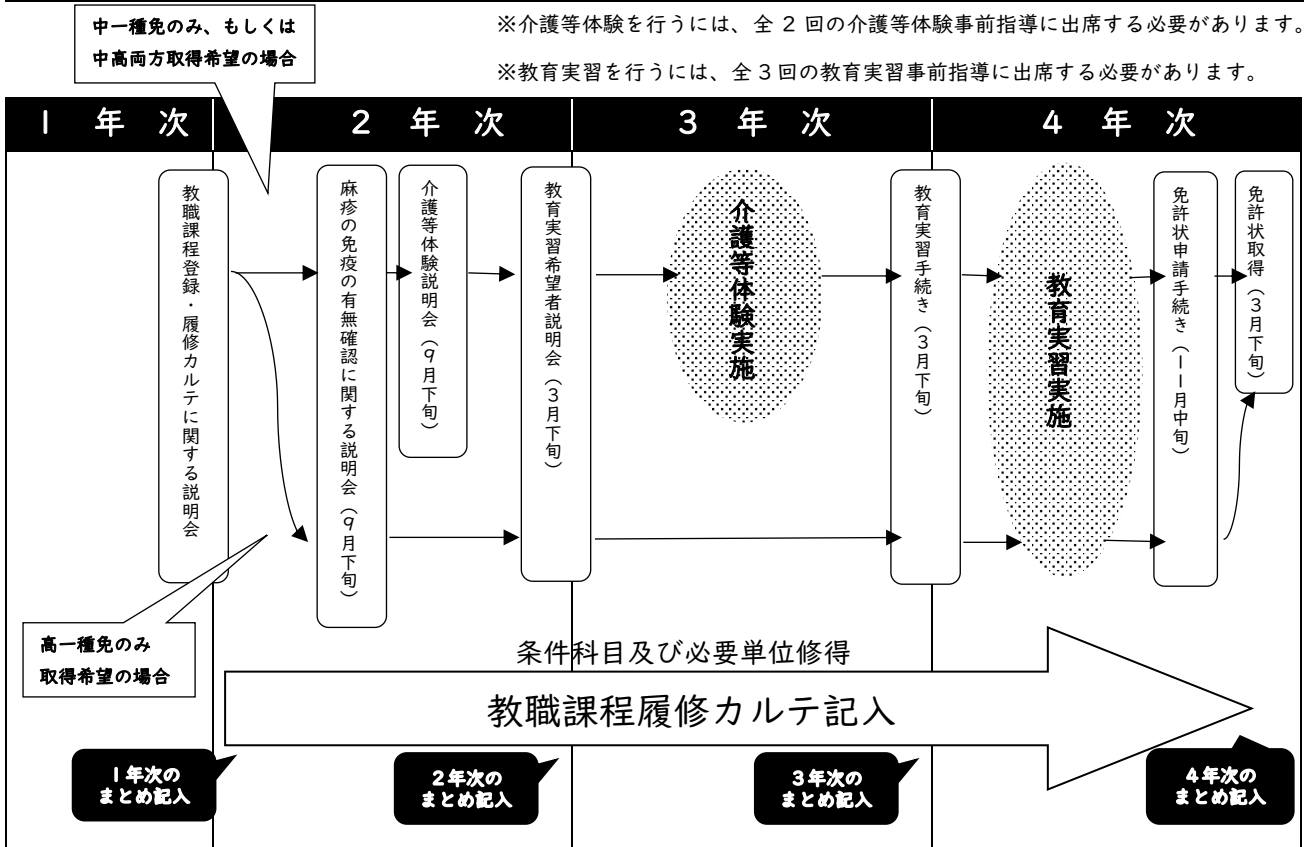 中一種免のみ、もしくは
中高両方取得希望の場合
※介護等体験を行うには、全 2 回の介護等体験事前指導に出席する必要があります。
※教育実習を行うには、全3回の教育実習事前指導に出席する必要があります。
1 年 次
2 年 次
3 年 次
4 年 次
教職課程登録・履修カルテに関する説明会
麻疹の免疫の有無確認に関する説明会(9月下旬)
介護等体験説明会(9月下旬)
教育実習希望者説明会(3月下旬)
介護等体験実施
教育実習手続き(3月下旬)
教育実習実施
免許状申請手続き(11月中旬)
免許状取得(3月下旬)
高一種免のみ
取得希望の場合
条件科目及び必要単位修得
教職課程履修カルテ記入
1年次の
まとめ記入
2年次の
まとめ記入
3年次の
まとめ記入
4年次の
まとめ記入